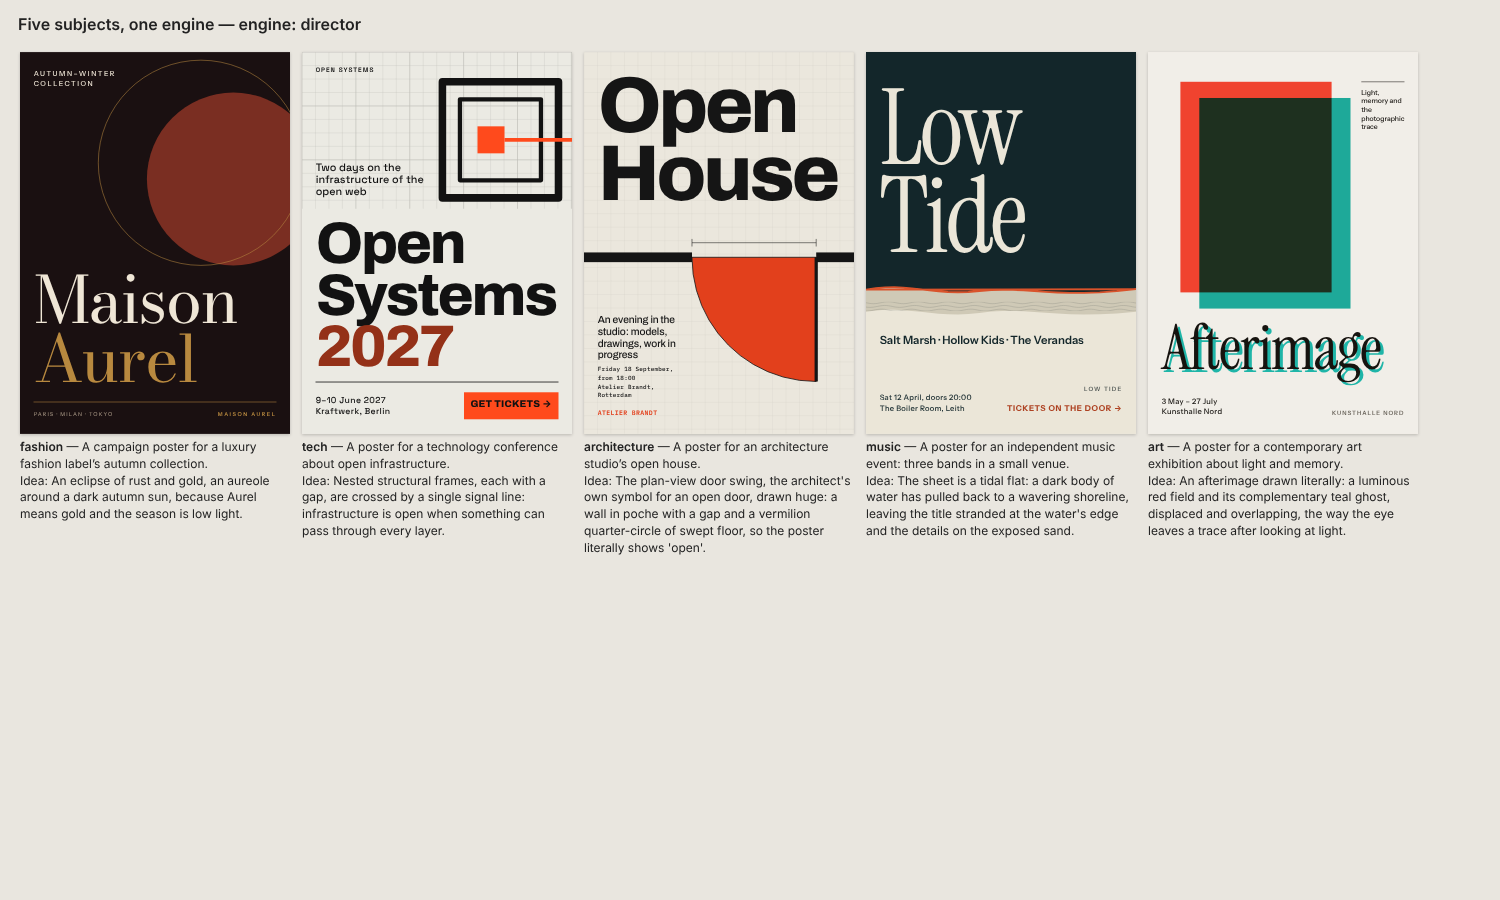 Five subjects, one engine — engine: director
AUTUMN–WINTER
COLLECTION
Maison
Aurel
PARIS · MILAN · TOKYO
MAISON AUREL
fashion — A campaign poster for a luxury
fashion label’s autumn collection.
Idea: An eclipse of rust and gold, an aureole
around a dark autumn sun, because Aurel
means gold and the season is low light.
OPEN SYSTEMS
Two days on the
infrastructure of the
open web
Open
Systems
2027
9–10 June 2027
Kraftwerk, Berlin
GET TICKETS →
tech — A poster for a technology conference
about open infrastructure.
Idea: Nested structural frames, each with a
gap, are crossed by a single signal line:
infrastructure is open when something can
pass through every layer.
Open
House
An evening in the
studio: models,
drawings, work in
progress
Friday 18 September,
from 18:00
Atelier Brandt,
Rotterdam
ATELIER BRANDT
architecture — A poster for an architecture
studio’s open house.
Idea: The plan-view door swing, the architect's
own symbol for an open door, drawn huge: a
wall in poche with a gap and a vermilion
quarter-circle of swept floor, so the poster
literally shows 'open'.
Low
Tide
Salt Marsh · Hollow Kids · The Verandas
LOW TIDE
Sat 12 April, doors 20:00
The Boiler Room, Leith
TICKETS ON THE DOOR →
music — A poster for an independent music
event: three bands in a small venue.
Idea: The sheet is a tidal flat: a dark body of
water has pulled back to a wavering shoreline,
leaving the title stranded at the water's edge
and the details on the exposed sand.
Light,
memory and
the
photographic
trace
Afterimage
3 May – 27 July
Kunsthalle Nord
KUNSTHALLE NORD
art — A poster for a contemporary art
exhibition about light and memory.
Idea: An afterimage drawn literally: a luminous
red field and its complementary teal ghost,
displaced and overlapping, the way the eye
leaves a trace after looking at light.